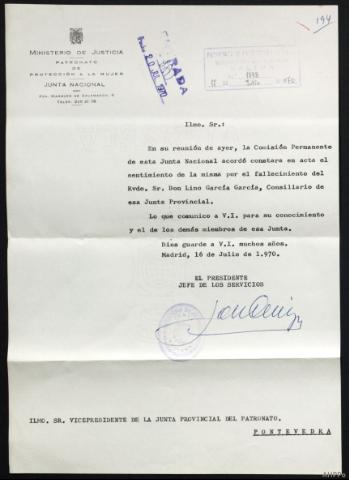 194
MINISTERIO DE JUSTICIA
PATRONATO
DE
PROTECCIÓN A LA MUJER
JUNTA NACIONAL
ENTRADA
20 JUL 1970
Ilmo. Sr.:
En su reunión de ayer, la Comisión Permanente
de esta Junta Nacional acordó constara en acta el
sentimiento de la misma por el fallecimiento del
Rvdo. Sr. Don Lino García García, Consiliario de
esa Junta Provincial.
Lo que comunico a V.I. para su conocimiento
y el de los demás miembros de esa Junta.
Dios guarde a V.I. muchos años.
Madrid, 16 de Julio de 1.970.
EL PRESIDENTE
JEFE DE LOS SERVICIOS
ILMO. SR. VICEPRESIDENTE DE LA JUNTA PROVINCIAL DEL PATRONATO.
PONTEVEDRA
AHPPo